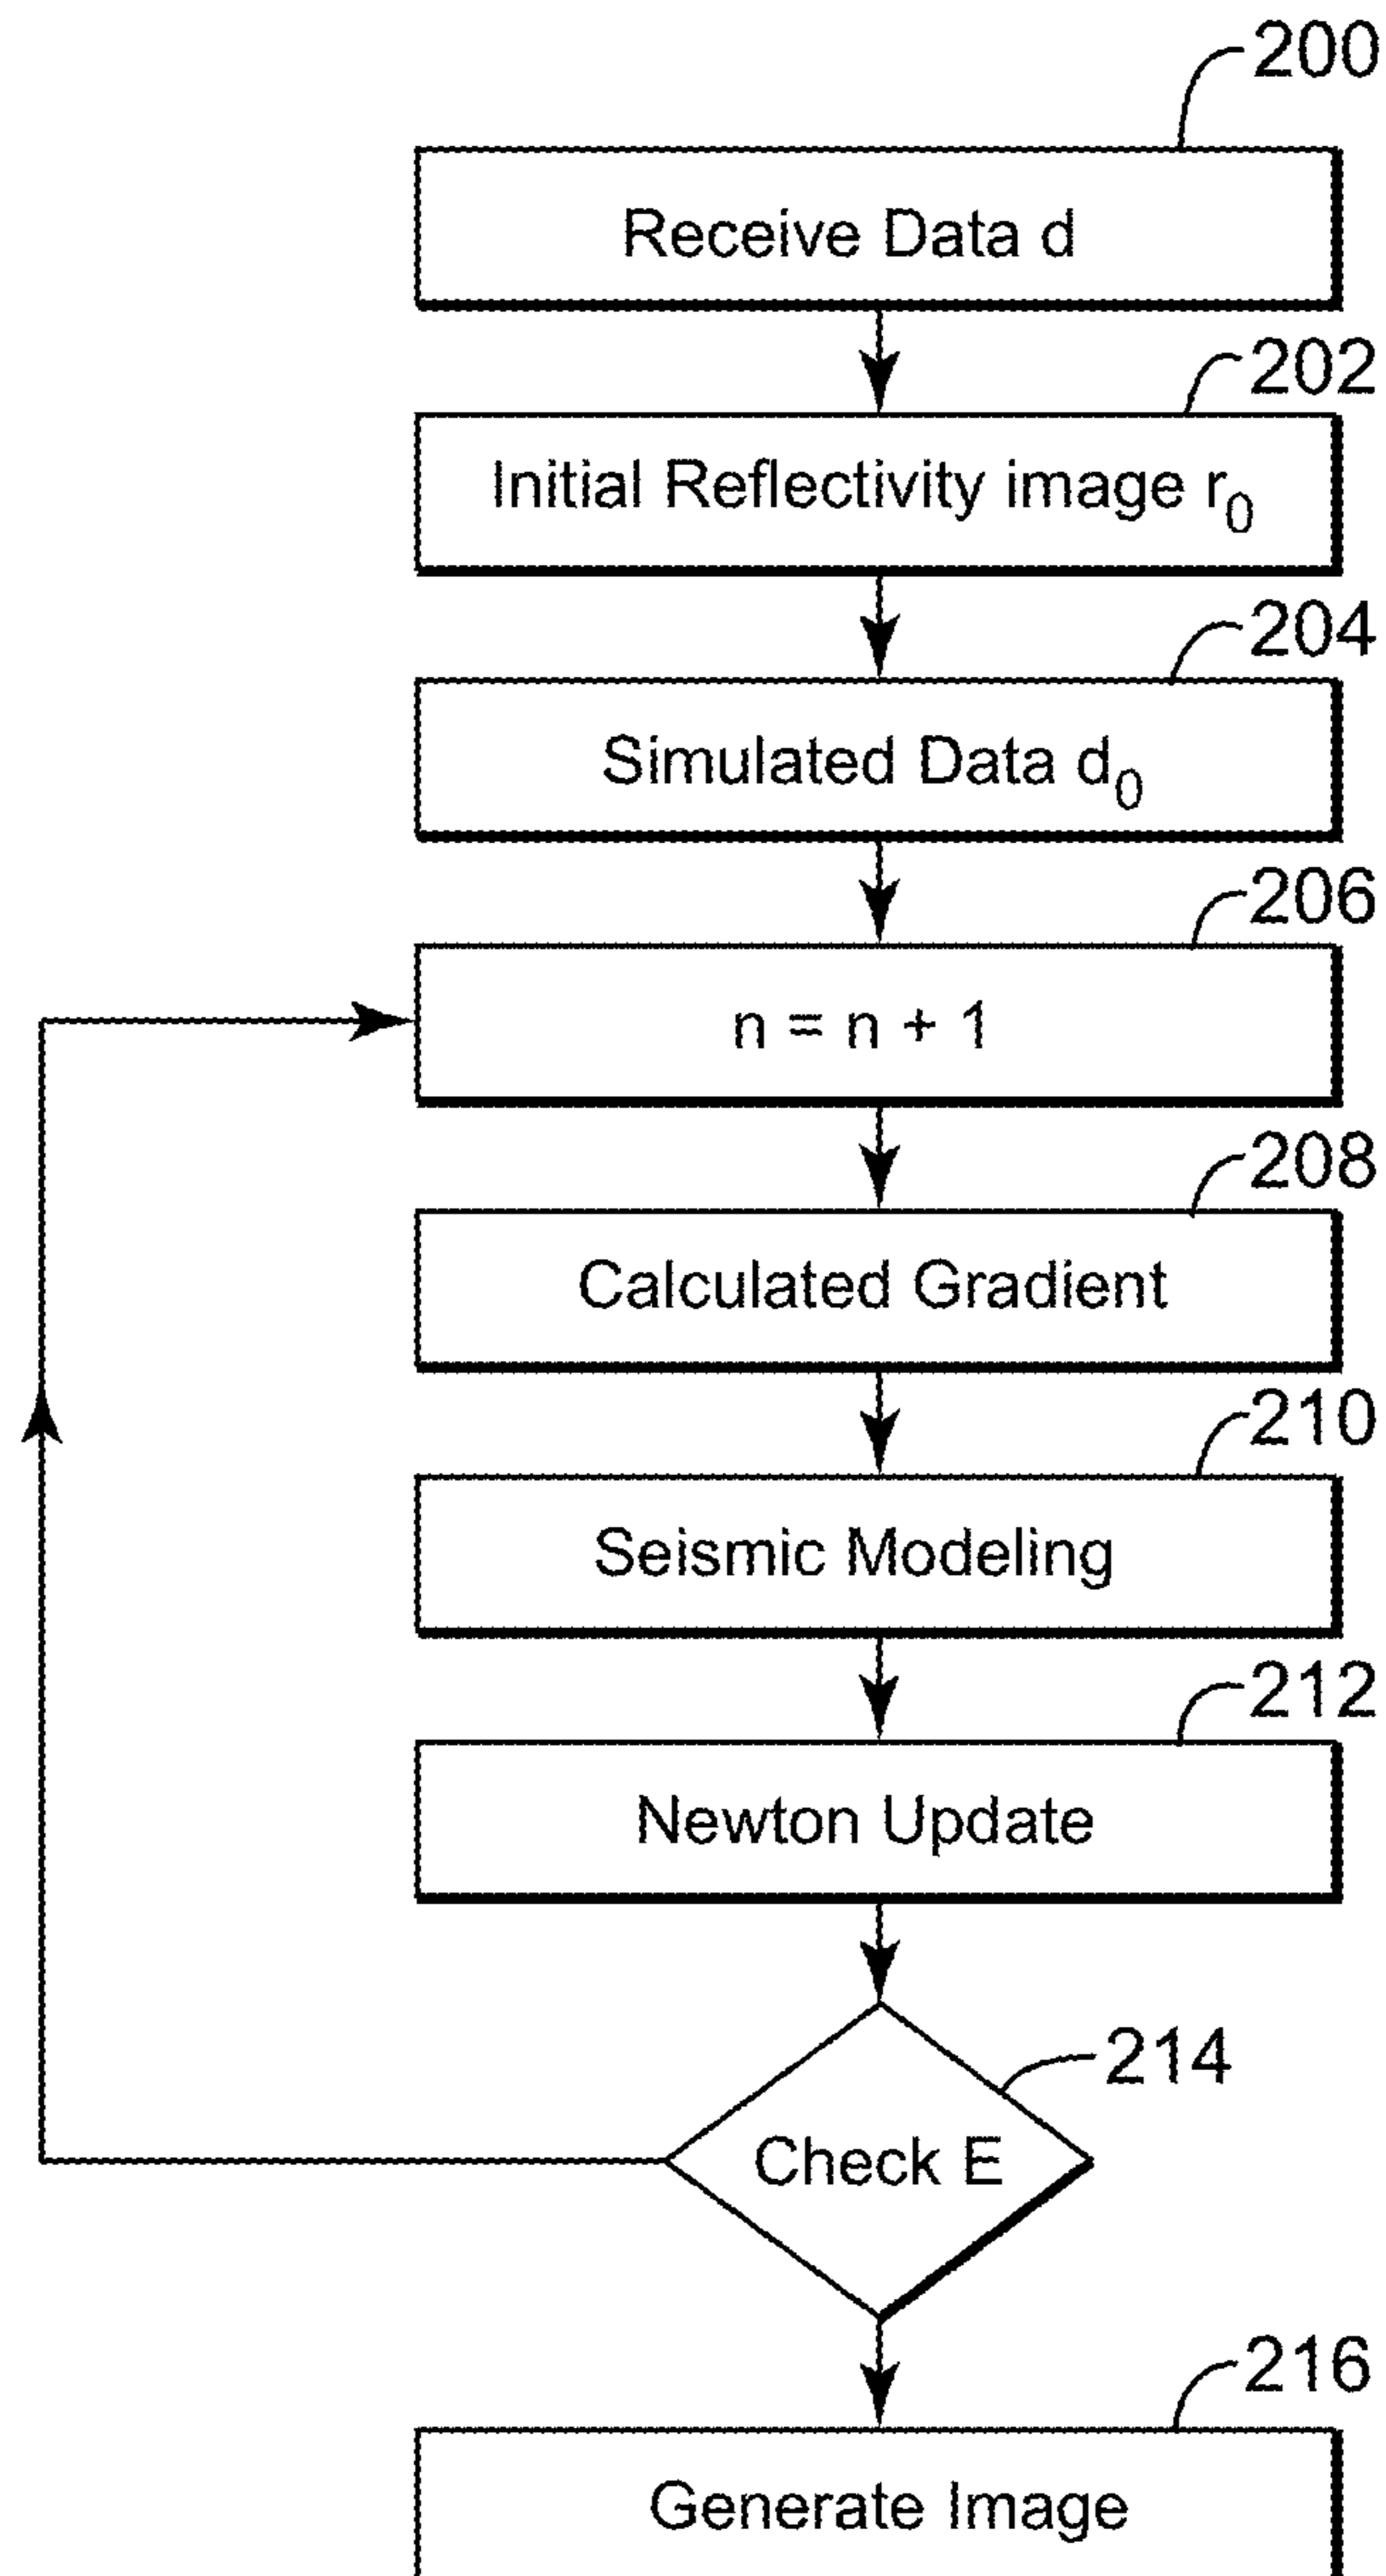 200
Receive Data d
202
Initial Reflectivity image r₀
204
Simulated Data d₀
206
n = n + 1
208
Calculated Gradient
210
Seismic Modeling
212
Newton Update
214
Check E
216
Generate Image